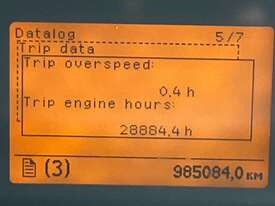 Datalog 5/7
Trip data
Trip overspeed:
0,4 h
Trip engine hours:
28884,4 h
(3) 985084,0 KM